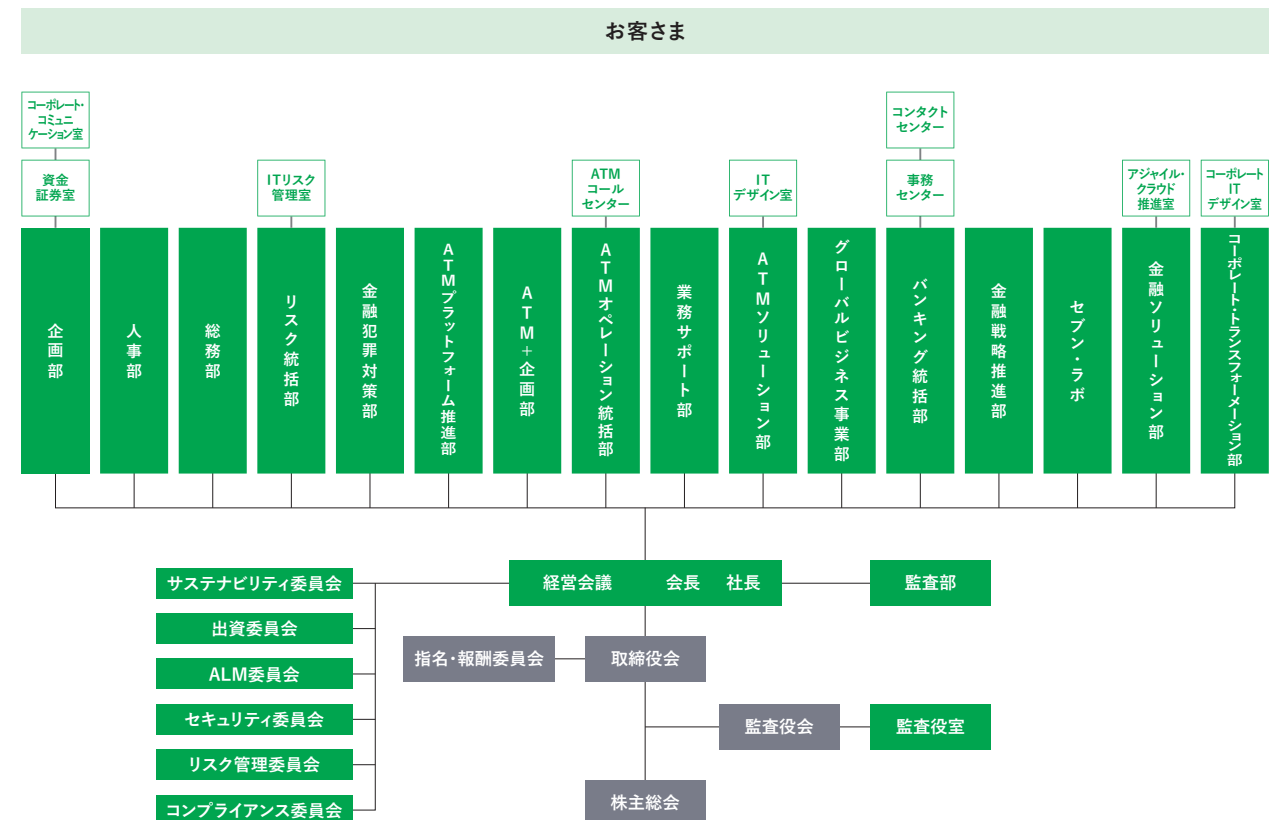 お客さま
コーポレート・
コミュニ
ケーション室
コンタクト
センター
資金
証券室
ITリスク
管理室
ATM
コール
センター
IT
デザイン室
事務
センター
アジャイル・
クラウド
推進室
コーポレート
IT
デザイン室
企画部
人事部
総務部
リスク統括部
金融犯罪対策部
ATMプラットフォーム推進部
ATM+企画部
ATMオペレーション統括部
業務サポート部
ATMソリューション部
グローバルビジネス事業部
バンキング統括部
金融戦略推進部
セブン・ラボ
金融ソリューション部
コーポレート・トランスフォーメーション部
経営会議 会長 社長
監査部
サステナビリティ委員会
出資委員会
ALM委員会
セキュリティ委員会
リスク管理委員会
コンプライアンス委員会
指名・報酬委員会
取締役会
監査役会
監査役室
株主総会